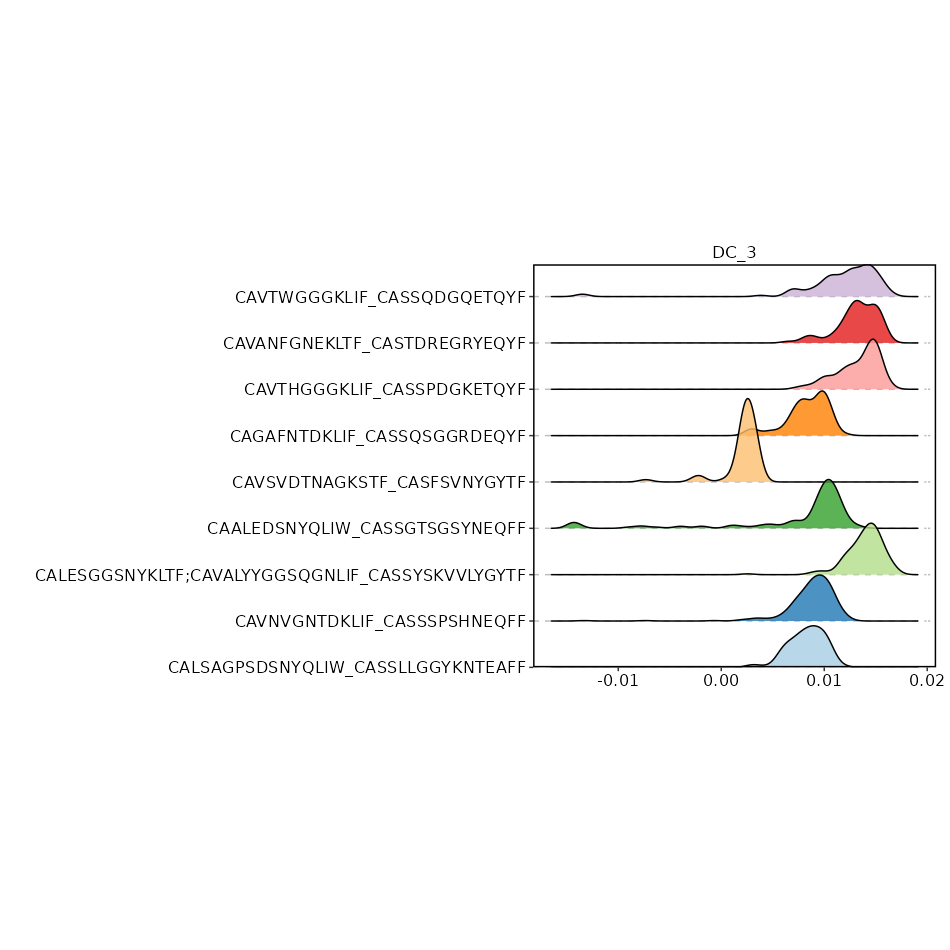 DC_3
CAVTWGGGKLIF_CASSQDGQETQYF
CAVANFGNEKLTF_CASTDREGRYEQYF
CAVTHGGGKLIF_CASSPDGKETQYF
CAGAFNTDKLIF_CASSQSGGRDEQYF
CAVSVDTNAGKSTF_CASFSVNYGYTF
CAALEDSNYQLIW_CASSGTSGSYNEQFF
CALESGGSNYKLTF;CAVALYYGGSQGNLIF_CASSYSKVVLYGYTF
CAVNVGNTDKLIF_CASSSPSHNEQFF
CALSAGPSDSNYQLIW_CASSLLGGYKNTEAFF
-0.01 0.00 0.01 0.02